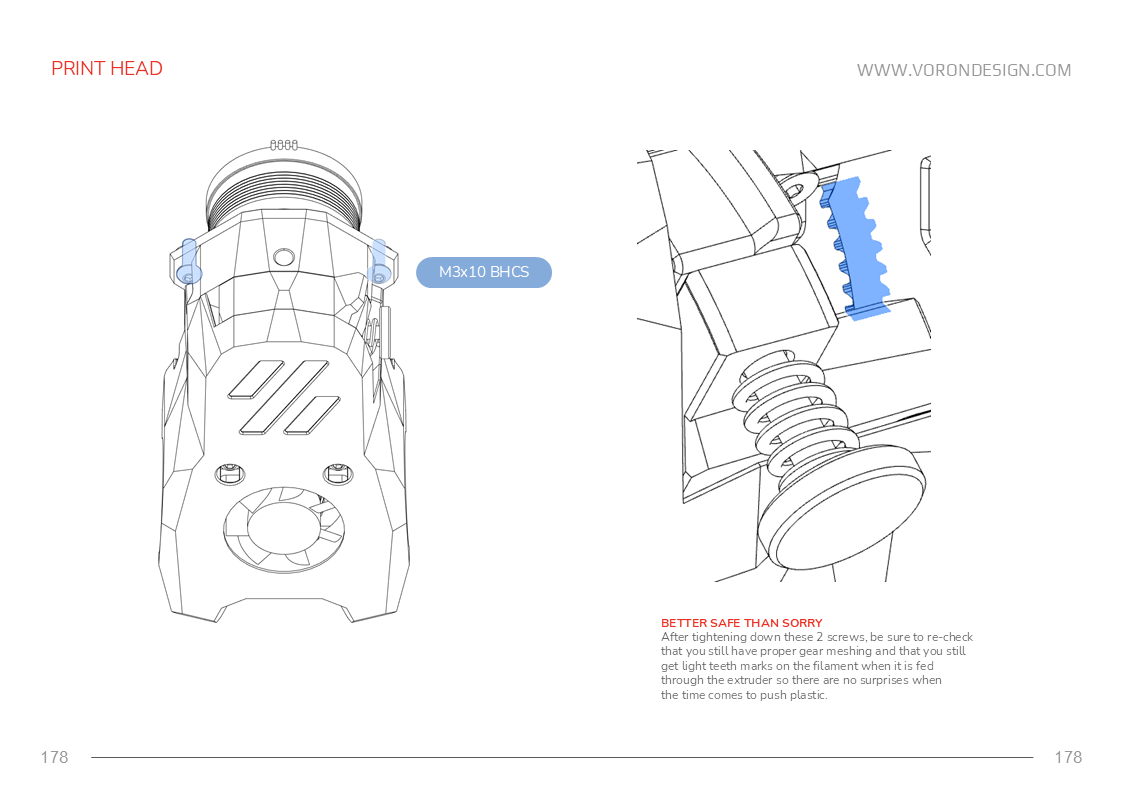 PRINT HEAD
WWW.VORONDESIGN.COM
M3x10 BHCS
BETTER SAFE THAN SORRY
After tightening down these 2 screws, be sure to re-check
that you still have proper gear meshing and that you still
get light teeth marks on the filament when it is fed
through the extruder so there are no surprises when
the time comes to push plastic.
178
178